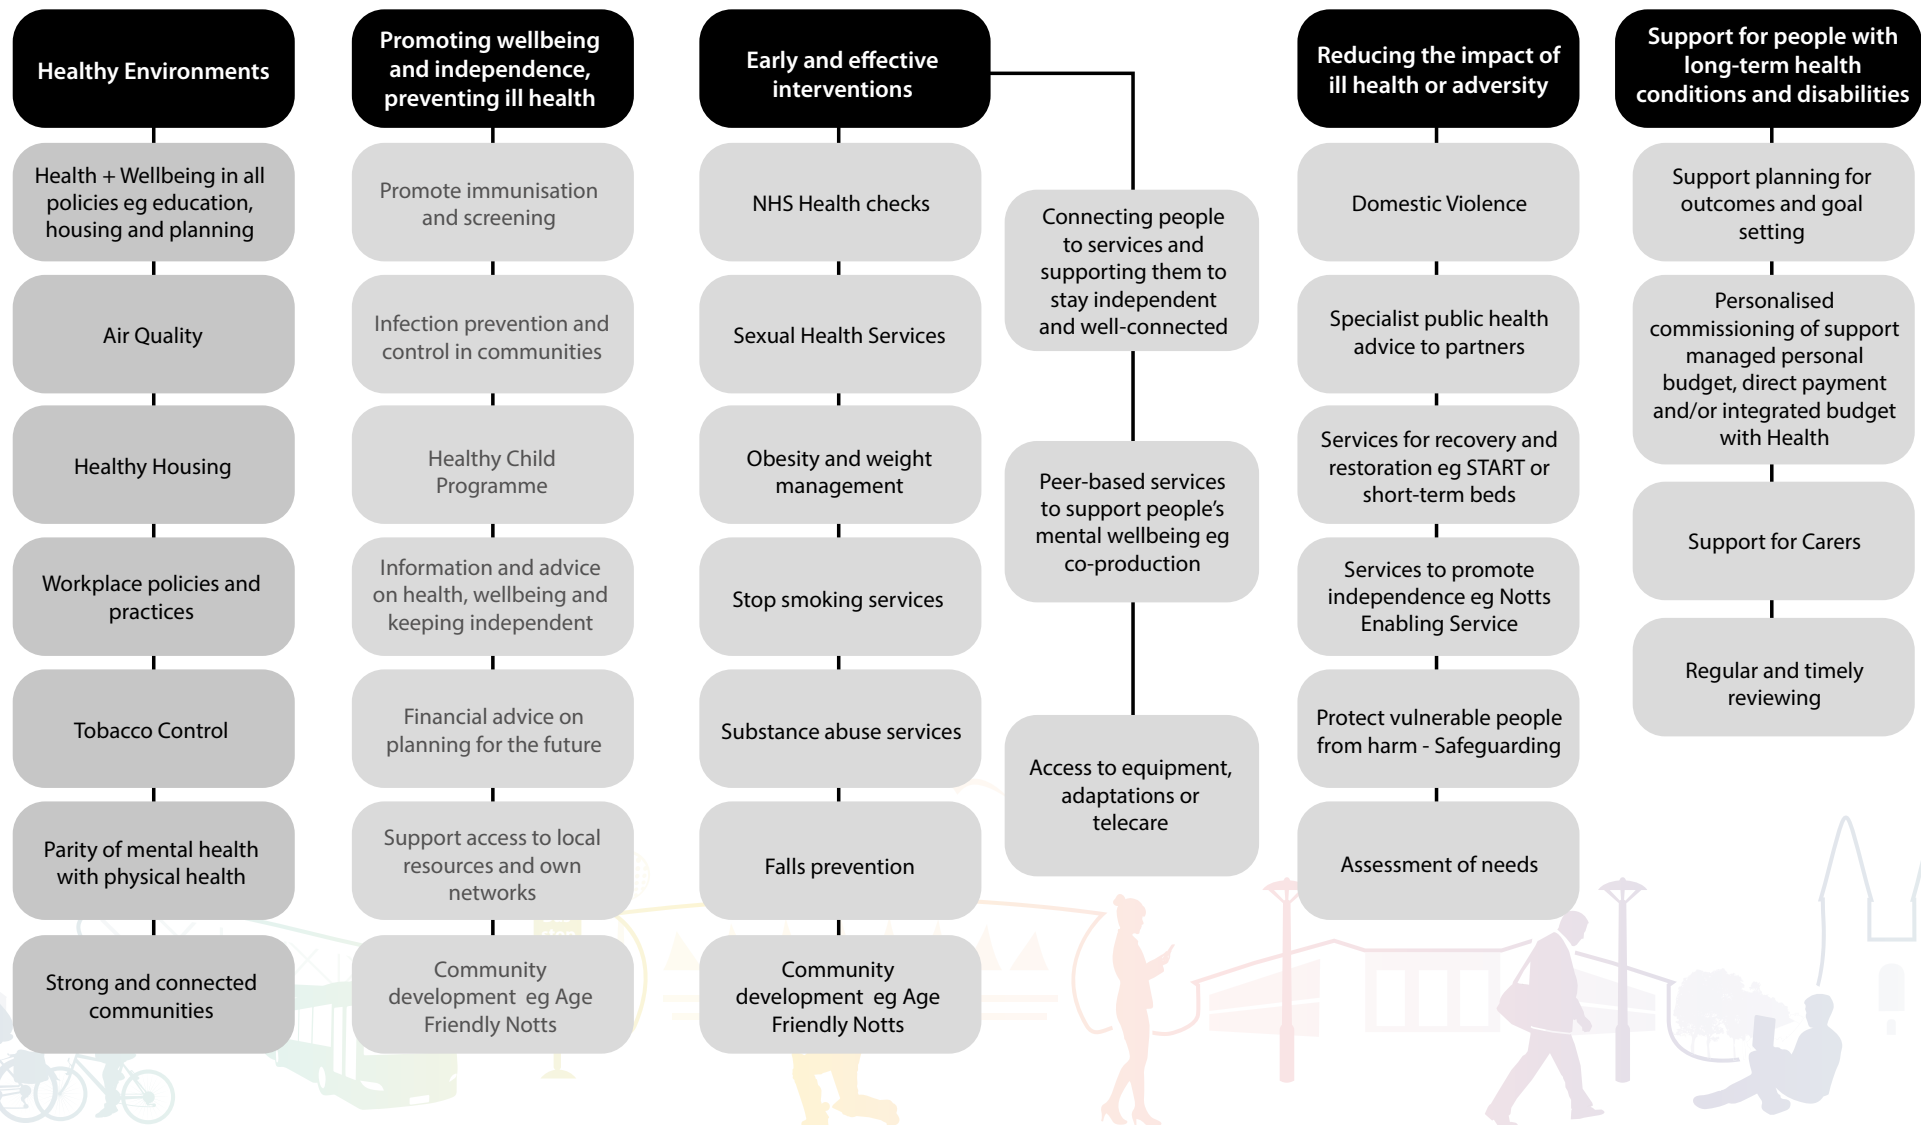 Healthy Environments
Health + Wellbeing in all
policies eg education,
housing and planning
Air Quality
Healthy Housing
Workplace policies and
practices
Tobacco Control
Parity of mental health
with physical health
Strong and connected
communities
Promoting wellbeing
and independence,
preventing ill health
Promote immunisation
and screening
Infection prevention and
control in communities
Healthy Child
Programme
Information and advice
on health, wellbeing and
keeping independent
Financial advice on
planning for the future
Support access to local
resources and own
networks
Community
development eg Age
Friendly Notts
Early and effective
interventions
NHS Health checks
Sexual Health Services
Obesity and weight
management
Stop smoking services
Substance abuse services
Falls prevention
Community
development eg Age
Friendly Notts
Connecting people
to services and
supporting them to
stay independent
and well-connected
Peer-based services
to support people’s
mental wellbeing eg
co-production
Access to equipment,
adaptations or
telecare
Reducing the impact of
ill health or adversity
Domestic Violence
Specialist public health
advice to partners
Services for recovery and
restoration eg START or
short-term beds
Services to promote
independence eg Notts
Enabling Service
Protect vulnerable people
from harm - Safeguarding
Assessment of needs
Support for people with
long-term health
conditions and disabilities
Support planning for
outcomes and goal
setting
Personalised
commissioning of support
managed personal
budget, direct payment
and/or integrated budget
with Health
Support for Carers
Regular and timely
reviewing